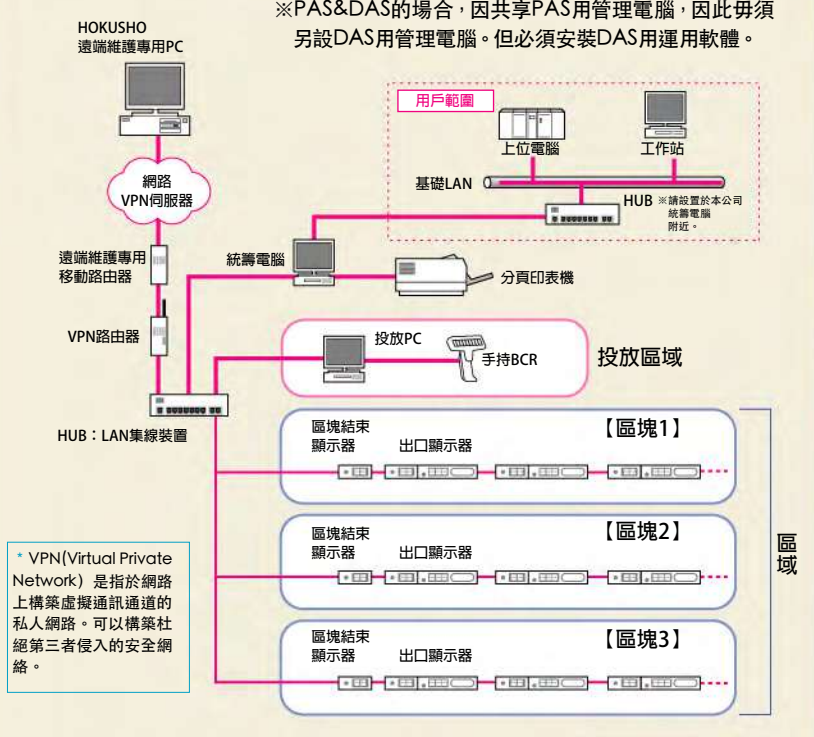 ※PAS&DAS的場合，因共享PAS用管理電腦，因此毋須
另設DAS用管理電腦。但必須安裝DAS用運用軟體。
HOKUSHO
遠端維護專用PC
用戶範圍
上位電腦
工作站
網路
VPN伺服器
基礎LAN
HUB ※請設置於本公司
統籌電腦
附近。
遠端維護專用
移動路由器
統籌電腦
分頁印表機
VPN路由器
投放PC
手持BCR
投放區域
HUB：LAN集線裝置
區塊結束
顯示器
出口顯示器
【區塊1】
區塊結束
顯示器
出口顯示器
【區塊2】
區域
* VPN(Virtual Private
Network) 是指於網路
上構築虛擬通訊通道的
私人網路。可以構築杜
絕第三者侵入的安全網
絡。
區塊結束
顯示器
出口顯示器
【區塊3】